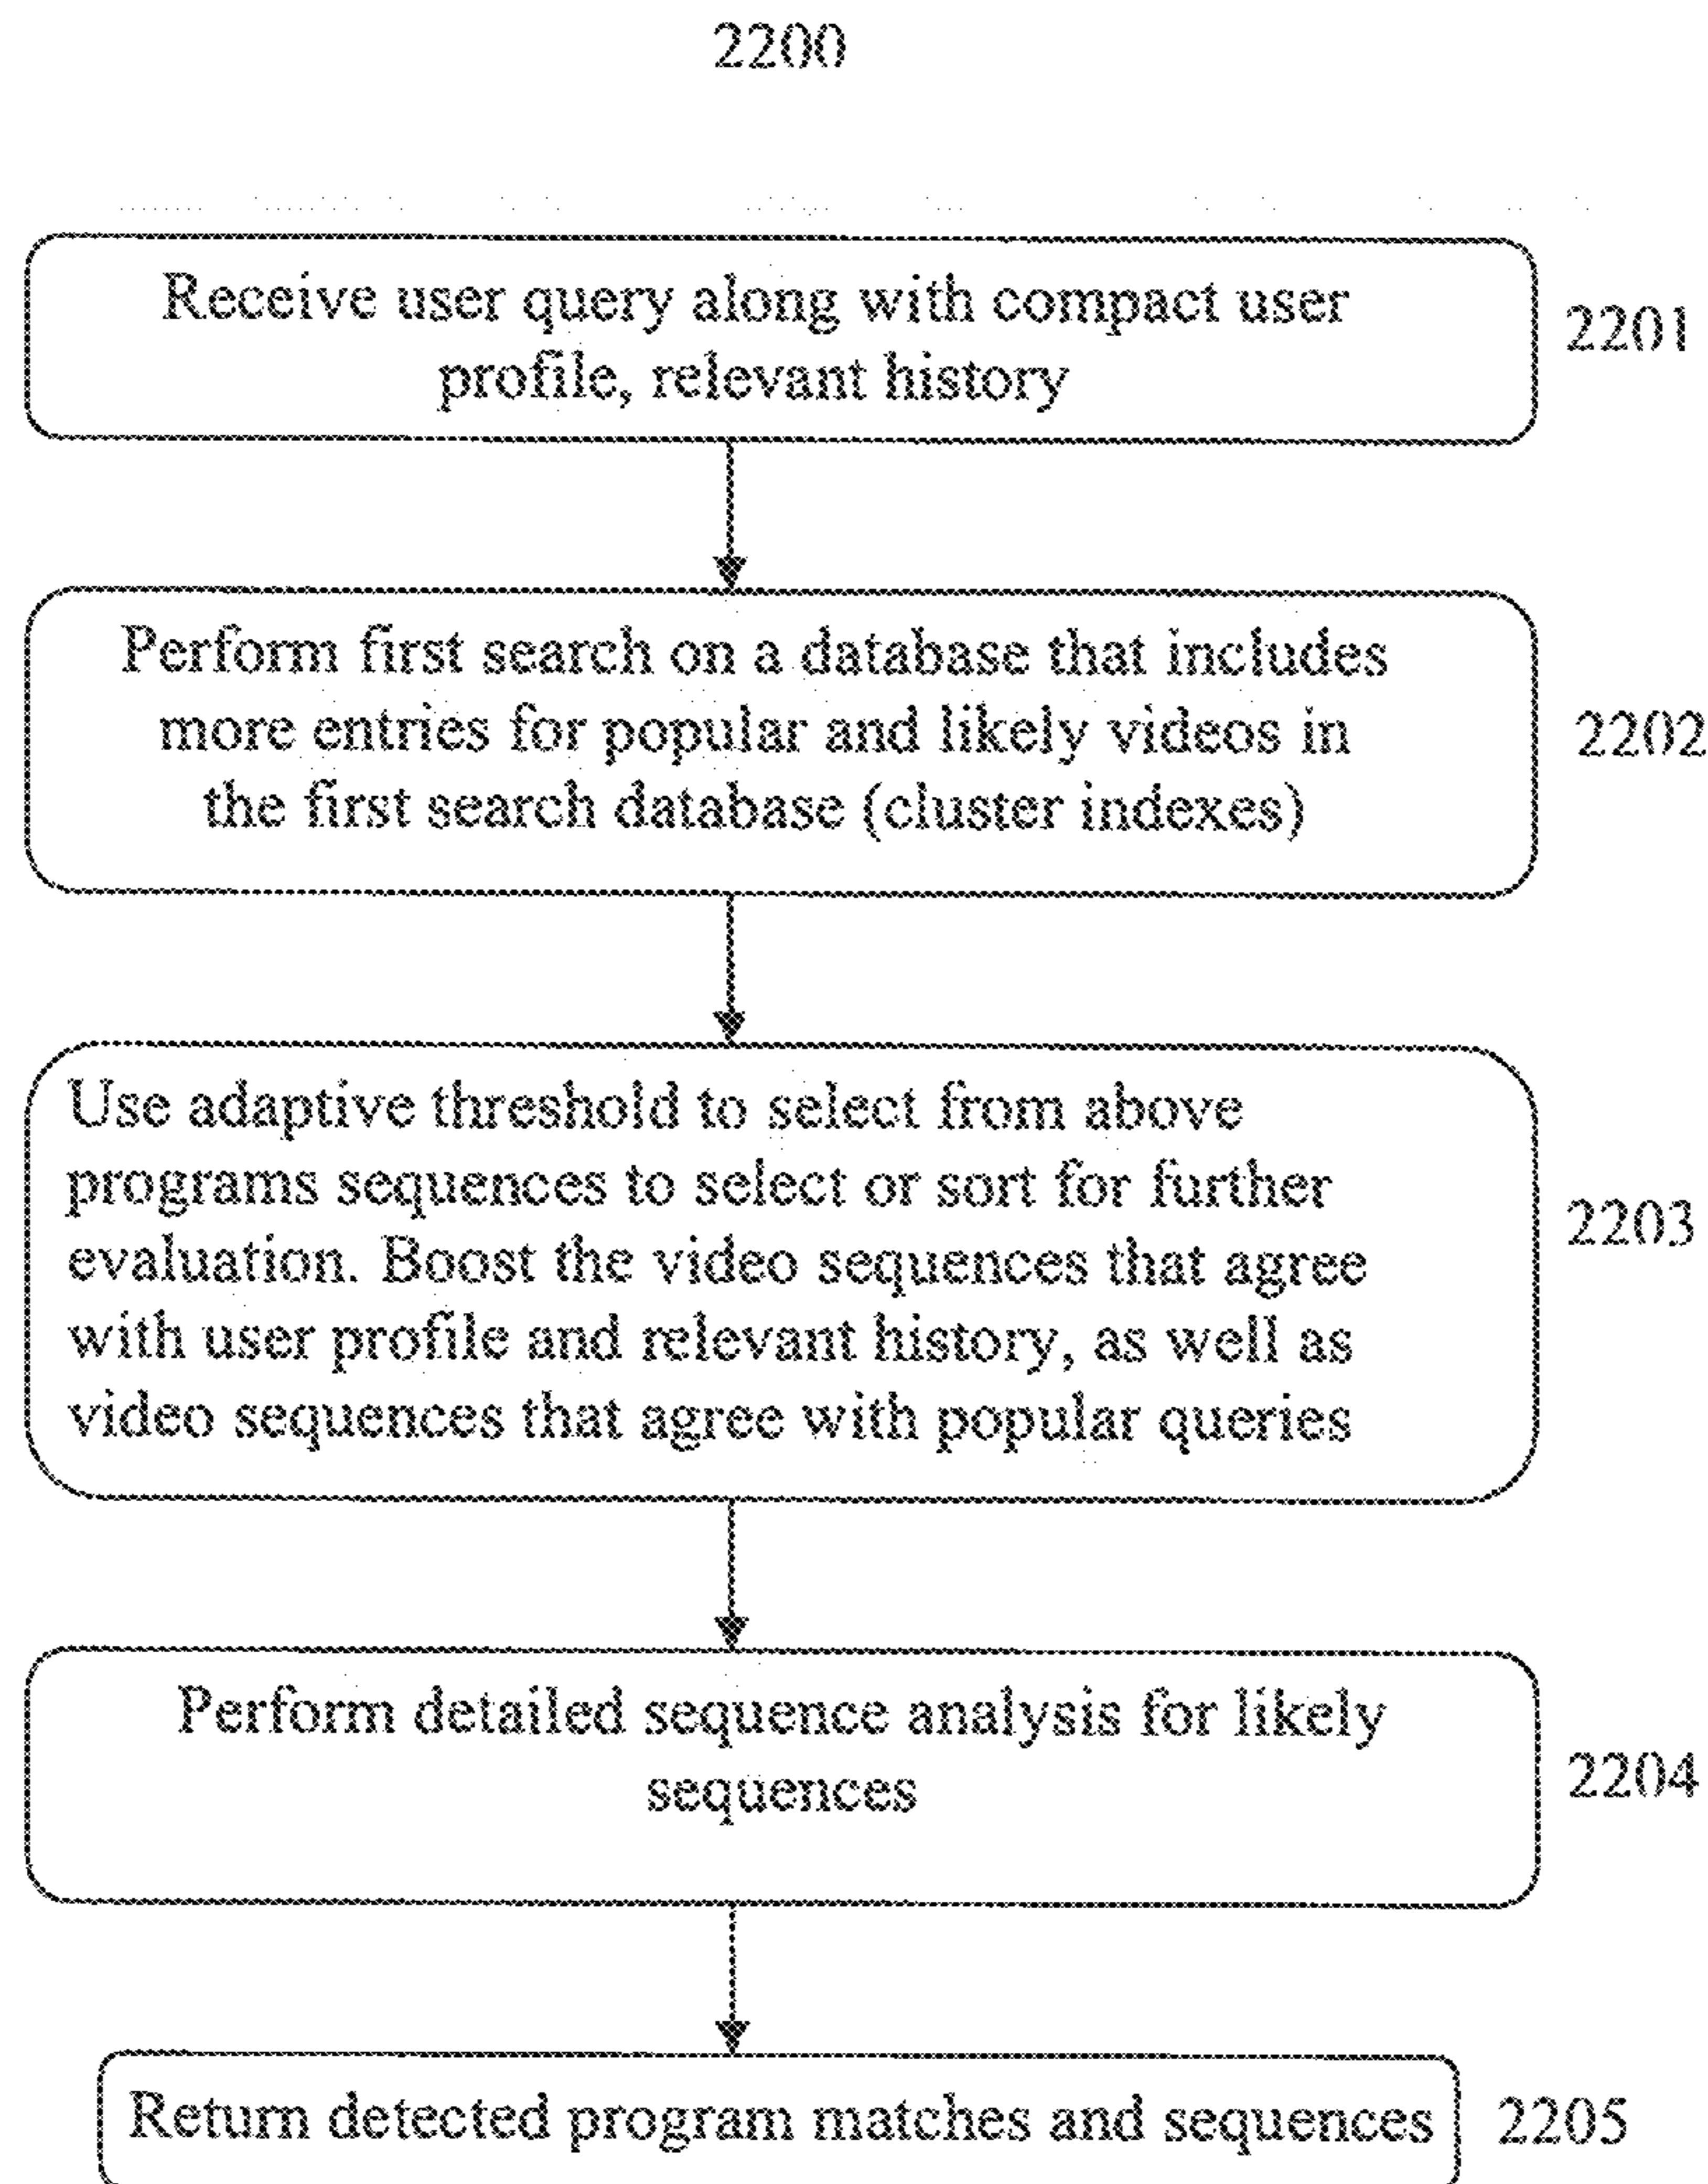 2200
Receive user query along with compact user
profile, relevant history
2201
Perform first search on a database that includes
more entries for popular and likely videos in
the first search database (cluster indexes)
2202
Use adaptive threshold to select from above
programs sequences to select or sort for further
evaluation. Boost the video sequences that agree
with user profile and relevant history, as well as
video sequences that agree with popular queries
2203
Perform detailed sequence analysis for likely
sequences
2204
Return detected program matches and sequences
2205